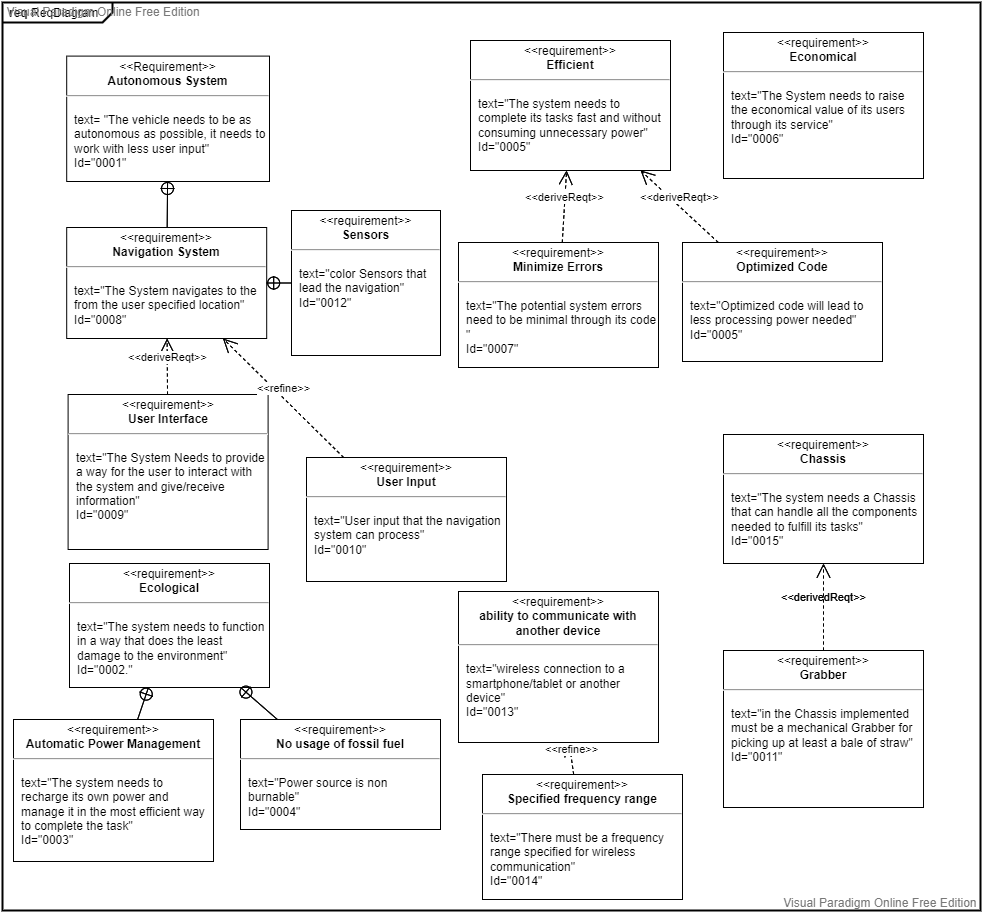 Visual Paradigm Online Free Edition
req ReqDiagram
<<Requirement>>
Autonomous System
text= "The vehicle needs to be as
autonomous as possible, it needs to
work with less user input"
Id="0001"
<<requirement>>
Efficient
text="The system needs to
complete its tasks fast and without
consuming unnecessary power"
Id="0005"
<<requirement>>
Economical
text="The System needs to raise
the economical value of its users
through its service"
Id="0006"
<<deriveReqt>>
<<deriveReqt>>
<<requirement>>
Navigation System
text="The System navigates to the
from the user specified location"
Id="0008"
<<requirement>>
Sensors
text="color Sensors that
lead the navigation"
Id="0012"
<<requirement>>
Minimize Errors
text="The potential system errors
need to be minimal through its code
"
Id="0007"
<<requirement>>
Optimized Code
text="Optimized code will lead to
less processing power needed"
Id="0005"
<<deriveReqt>>
<<refine>>
<<requirement>>
User Interface
text="The System Needs to provide
a way for the user to interact with
the system and give/receive
information"
Id="0009"
<<requirement>>
User Input
text="User input that the navigation
system can process"
Id="0010"
<<requirement>>
Chassis
text="The system needs a Chassis
that can handle all the components
needed to fulfill its tasks"
Id="0015"
<<derivedReqt>>
<<requirement>>
Ecological
text="The system needs to function
in a way that does the least
damage to the environment"
Id="0002."
<<requirement>>
ability to communicate with
another device
text="wireless connection to a
smartphone/tablet or another
device"
Id="0013"
<<requirement>>
Grabber
text="in the Chassis implemented
must be a mechanical Grabber for
picking up at least a bale of straw"
Id="0011"
<<requirement>>
Automatic Power Management
text="The system needs to
recharge its own power and
manage it in the most efficient way
to complete the task"
Id="0003"
<<requirement>>
No usage of fossil fuel
text="Power source is non
burnable"
Id="0004"
<<refine>>
<<requirement>>
Specified frequency range
text="There must be a frequency
range specified for wireless
communication"
Id="0014"
Visual Paradigm Online Free Edition